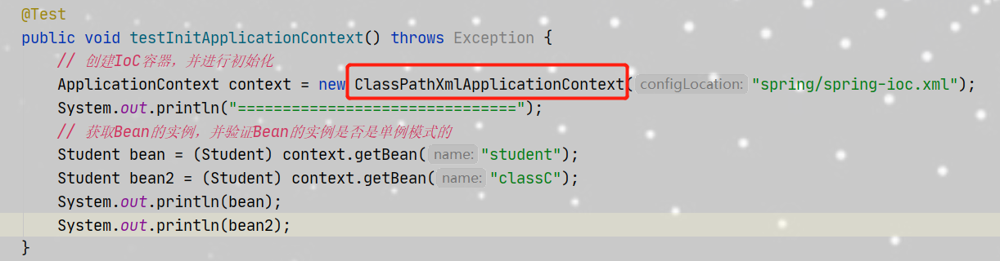 @Test
public void testInitApplicationContext() throws Exception {
// 创建IoC容器，并进行初始化
ApplicationContext context = new ClassPathXmlApplicationContext( configLocation: "spring/spring-ioc.xml");
System.out.println("===============================");
// 获取Bean的实例，并验证Bean的实例是否是单例模式的
Student bean = (Student) context.getBean( name: "student");
Student bean2 = (Student) context.getBean( name: "classC");
System.out.println(bean);
System.out.println(bean2);
}